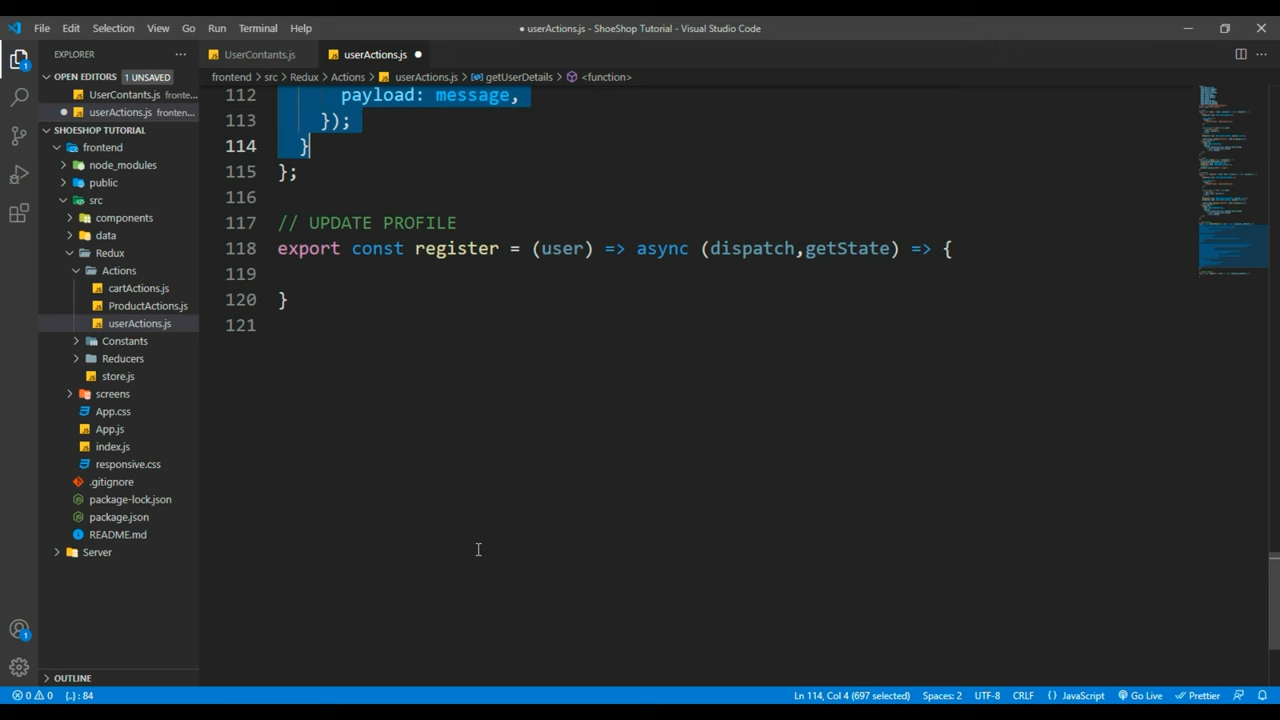 File Edit Selection View Go Run Terminal Help
● userActions.js - ShoeShop Tutorial - Visual Studio Code
EXPLORER
UserContants.js userActions.js ●
OPEN EDITORS 1 UNSAVED
UserContants.js fronte...
userActions.js fronten...
SHOESHOP TUTORIAL
frontend
node_modules
public
src
components
data
Redux
Actions
cartActions.js
ProductActions.js
userActions.js
Constants
Reducers
store.js
screens
App.css
App.js
index.js
responsive.css
.gitignore
package-lock.json
package.json
README.md
Server
OUTLINE
frontend > src > Redux > Actions > userActions.js > getUserDetails > <function>
112 payload: message,
113 });
114 }
115 };
116
117 // UPDATE PROFILE
118 export const register = (user) => async (dispatch,getState) => {
119
120 }
121
0 0 {..} : 84 Ln 114, Col 4 (697 selected) Spaces: 2 UTF-8 CRLF {} JavaScript Go Live Prettier